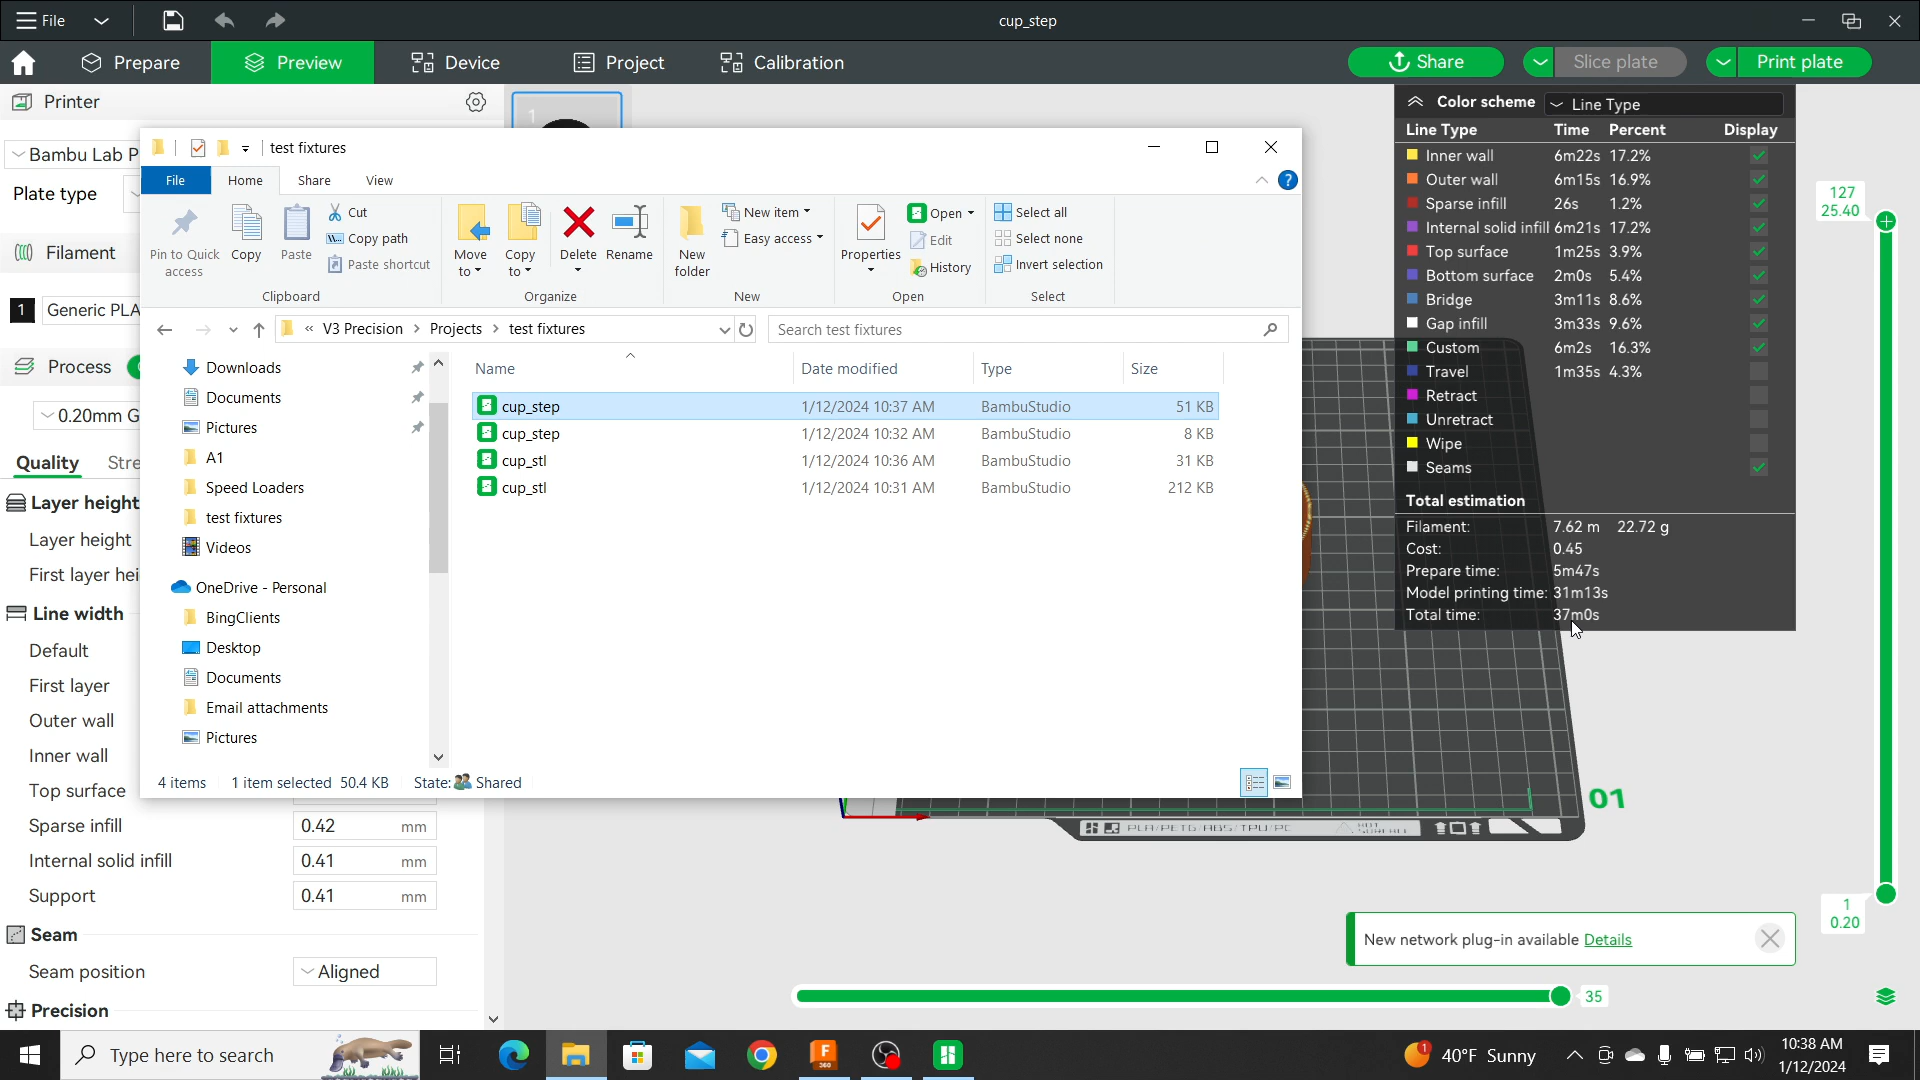 File
cup_step
Prepare
Preview
Device
Project
Calibration
Share
Slice plate
Print plate
Printer
1
Bambu Lab P
Plate type
Filament
1 Generic PLA
Process
0.20mm G
Quality Stre
Layer height
Layer height
First layer hei
Line width
Default
First layer
Outer wall
Inner wall
Top surface
Sparse infill 0.42 mm
Internal solid infill 0.41 mm
Support 0.41 mm
Seam
Seam position Aligned
Precision
test fixtures
File Home Share View
Pin to Quick access
Copy
Paste
Cut
Copy path
Paste shortcut
Clipboard
Move to
Copy to
Delete
Rename
Organize
New folder
New item
Easy access
New
Properties
Open
Edit
History
Open
Select all
Select none
Invert selection
Select
« V3 Precision > Projects > test fixtures
Search test fixtures
Downloads
Documents
Pictures
A1
Speed Loaders
test fixtures
Videos
OneDrive - Personal
BingClients
Desktop
Documents
Email attachments
Pictures
Name Date modified Type Size
cup_step 1/12/2024 10:37 AM BambuStudio 51 KB
cup_step 1/12/2024 10:32 AM BambuStudio 8 KB
cup_stl 1/12/2024 10:36 AM BambuStudio 31 KB
cup_stl 1/12/2024 10:31 AM BambuStudio 212 KB
4 items 1 item selected 50.4 KB State: Shared
Color scheme Line Type
Line Type Time Percent Display
Inner wall 6m22s 17.2%
Outer wall 6m15s 16.9%
Sparse infill 26s 1.2%
Internal solid infill 6m21s 17.2%
Top surface 1m25s 3.9%
Bottom surface 2m0s 5.4%
Bridge 3m11s 8.6%
Gap infill 3m33s 9.6%
Custom 6m2s 16.3%
Travel 1m35s 4.3%
Retract
Unretract
Wipe
Seams
Total estimation
Filament: 7.62 m 22.72 g
Cost: 0.45
Prepare time: 5m47s
Model printing time: 31m13s
Total time: 37m0s
127
25.40
1
0.20
01
PLA/PETG/ABS/TPU/PC
HOT SURFACE
New network plug-in available Details
35
Type here to search
F
360
1
40°F Sunny
10:38 AM
1/12/2024